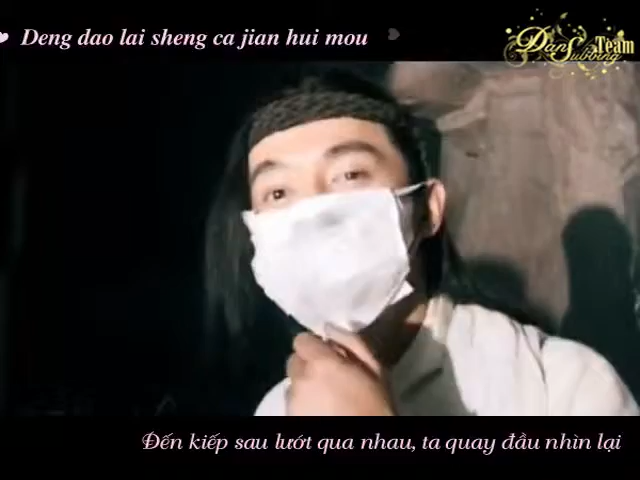 Deng dao lai sheng ca jian hui mou
Dan Team
Subbing
Đến kiếp sau lướt qua nhau, ta quay đầu nhìn lại